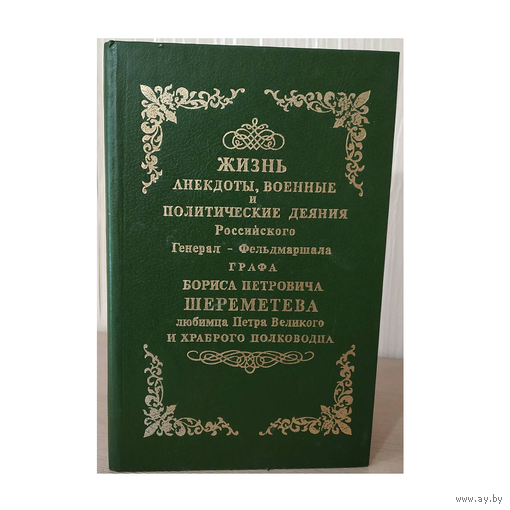 ЖИЗНЬ
АНЕКДОТЫ, ВОЕННЫЕ
и
ПОЛИТИЧЕСКИЕ ДЕЯНИЯ
Российского
Генерал - Фельдмаршала
ГРАФА
БОРИСА ПЕТРОВИЧА
ШЕРЕМЕТЕВА
любимца Петра Великого
И ХРАБРОГО ПОЛКОВОДЦА
www.ay.by